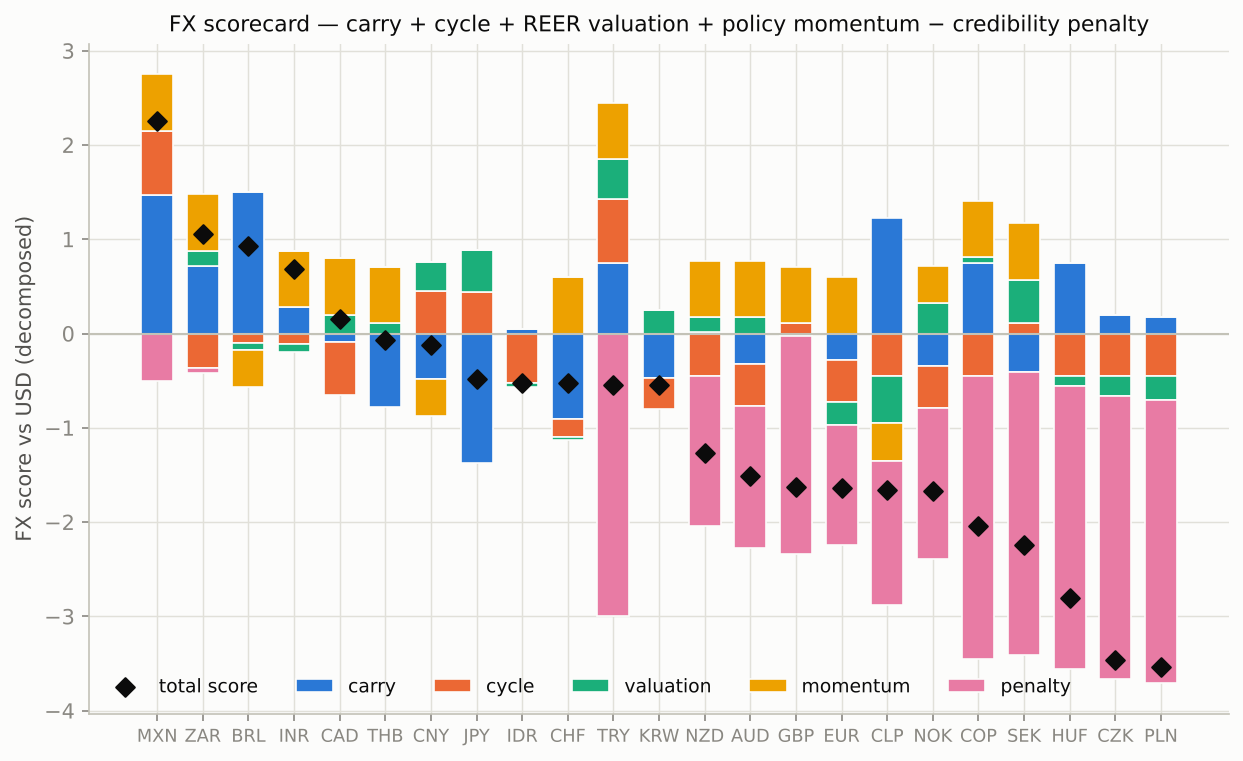 FX scorecard — carry + cycle + REER valuation + policy momentum − credibility penalty
FX score vs USD (decomposed)
3
2
1
0
−1
−2
−3
−4
total score carry cycle valuation momentum penalty
MXN ZAR BRL INR CAD THB CNY JPY IDR CHF TRY KRW NZD AUD GBP EUR CLP NOK COP SEK HUF CZK PLN